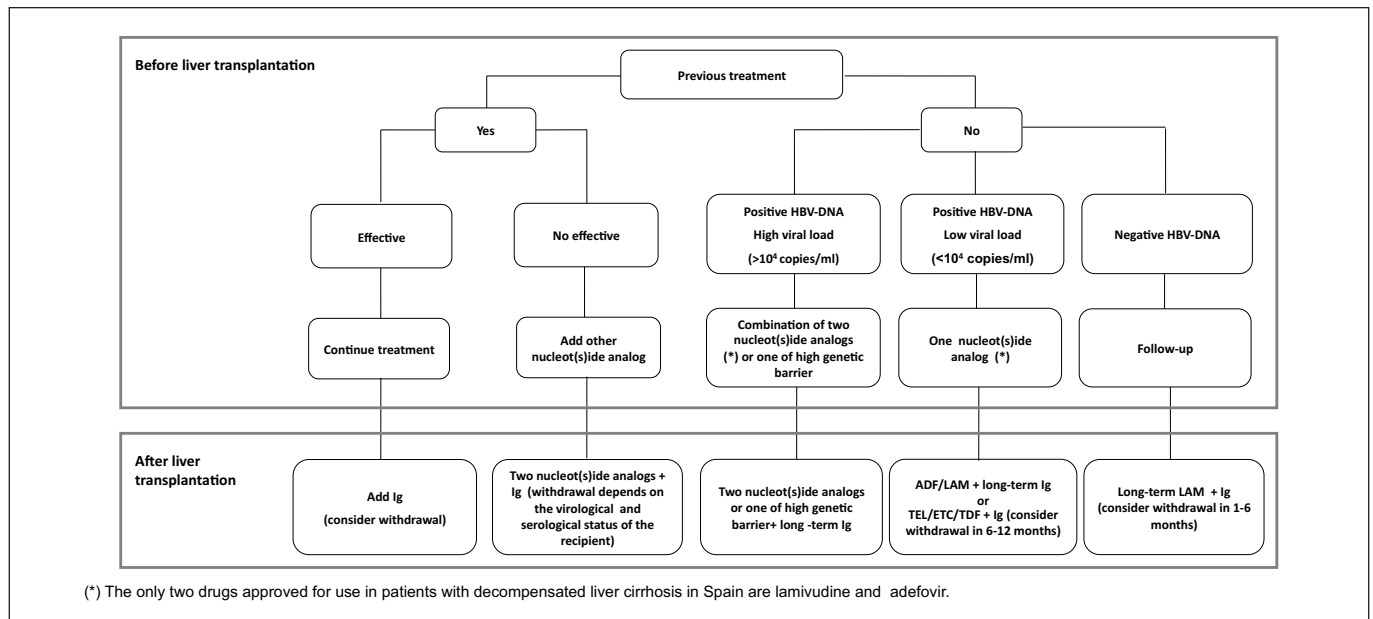 Before liver transplantation
Previous treatment
Yes
No
Effective
No effective
Positive HBV-DNA
High viral load
(>10⁴ copies/ml)
Positive HBV-DNA
Low viral load
(<10⁴ copies/ml)
Negative HBV-DNA
Continue treatment
Add other
nucleot(s)ide analog
Combination of two
nucleot(s)ide analogs
(*) or one of high genetic
barrier
One nucleot(s)ide
analog (*)
Follow-up
After liver
transplantation
Add Ig
(consider withdrawal)
Two nucleot(s)ide analogs +
Ig (withdrawal depends on
the virological and
serological status of the
recipient)
Two nucleot(s)ide analogs
or one of high genetic
barrier+ long -term Ig
ADF/LAM + long-term Ig
or
TEL/ETC/TDF + Ig (consider
withdrawal in 6-12 months)
Long-term LAM + Ig
(consider withdrawal in 1-6
months)
(*) The only two drugs approved for use in patients with decompensated liver cirrhosis in Spain are lamivudine and adefovir.